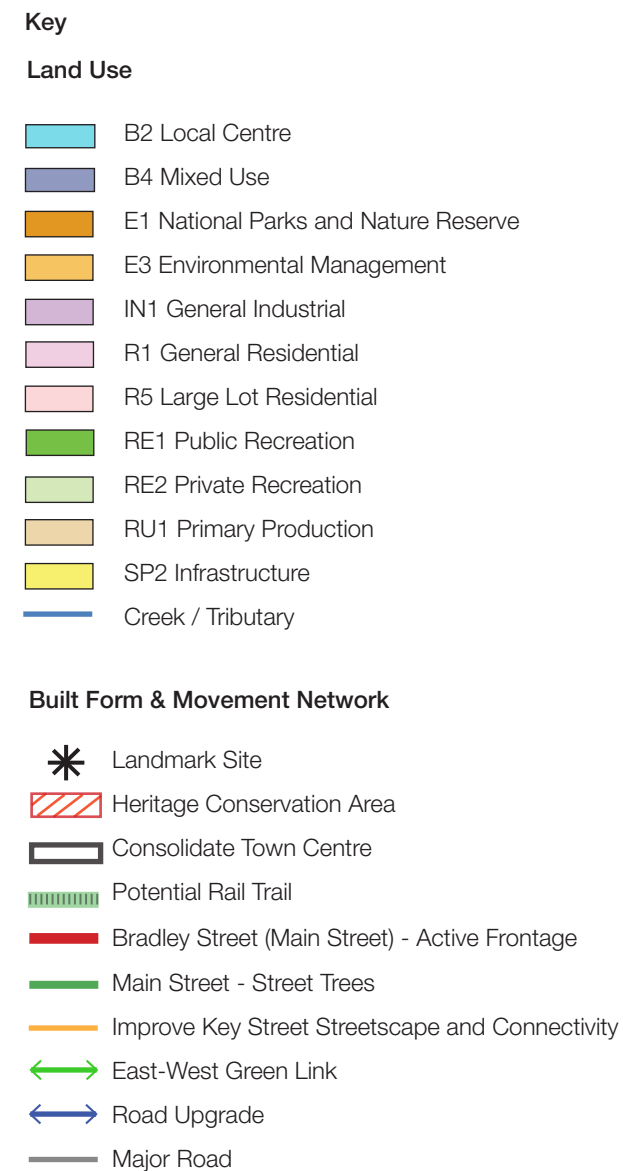 Key
Land Use
B2 Local Centre
B4 Mixed Use
E1 National Parks and Nature Reserve
E3 Environmental Management
IN1 General Industrial
R1 General Residential
R5 Large Lot Residential
RE1 Public Recreation
RE2 Private Recreation
RU1 Primary Production
SP2 Infrastructure
Creek / Tributary
Built Form & Movement Network
Landmark Site
Heritage Conservation Area
Consolidate Town Centre
Potential Rail Trail
Bradley Street (Main Street) - Active Frontage
Main Street - Street Trees
Improve Key Street Streetscape and Connectivity
East-West Green Link
Road Upgrade
Major Road